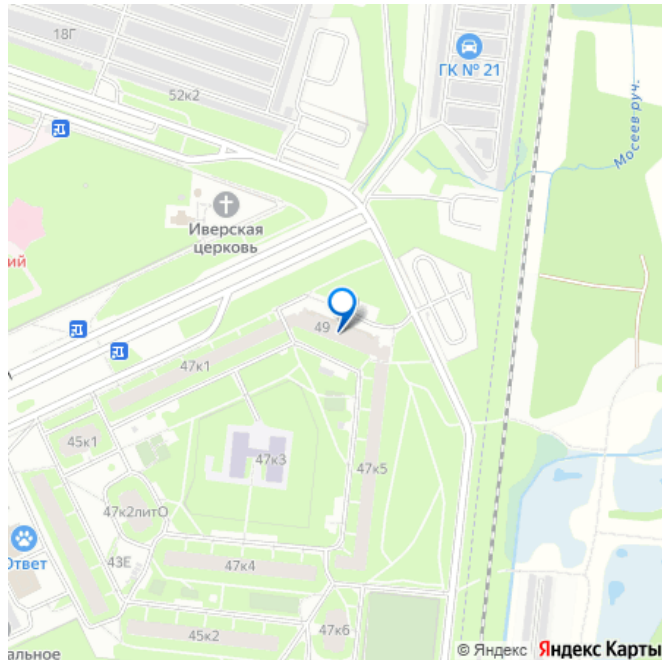 18Г
ГК № 21
52к2
Мосеев руч.
Иверская
церковь
ий
49
47к1
45к1
47к3
47к5
47к2литО
Ответ
43Е
47к4
45к2
47к6
альное
© Яндекс Яндекс Карты